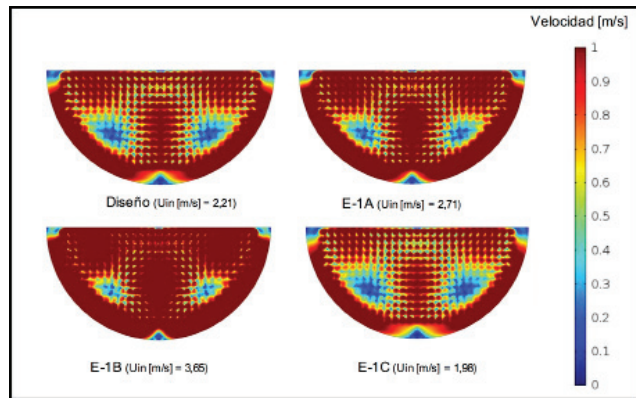 Velocidad [m/s]
1
0.9
0.8
0.7
0.6
0.5
0.4
0.3
0.2
0.1
0
Diseño (Uin [m/s] = 2,21)
E-1A (Uin [m/s] = 2,71)
E-1B (Uin [m/s] = 3,65)
E-1C (Uin [m/s] = 1,98)